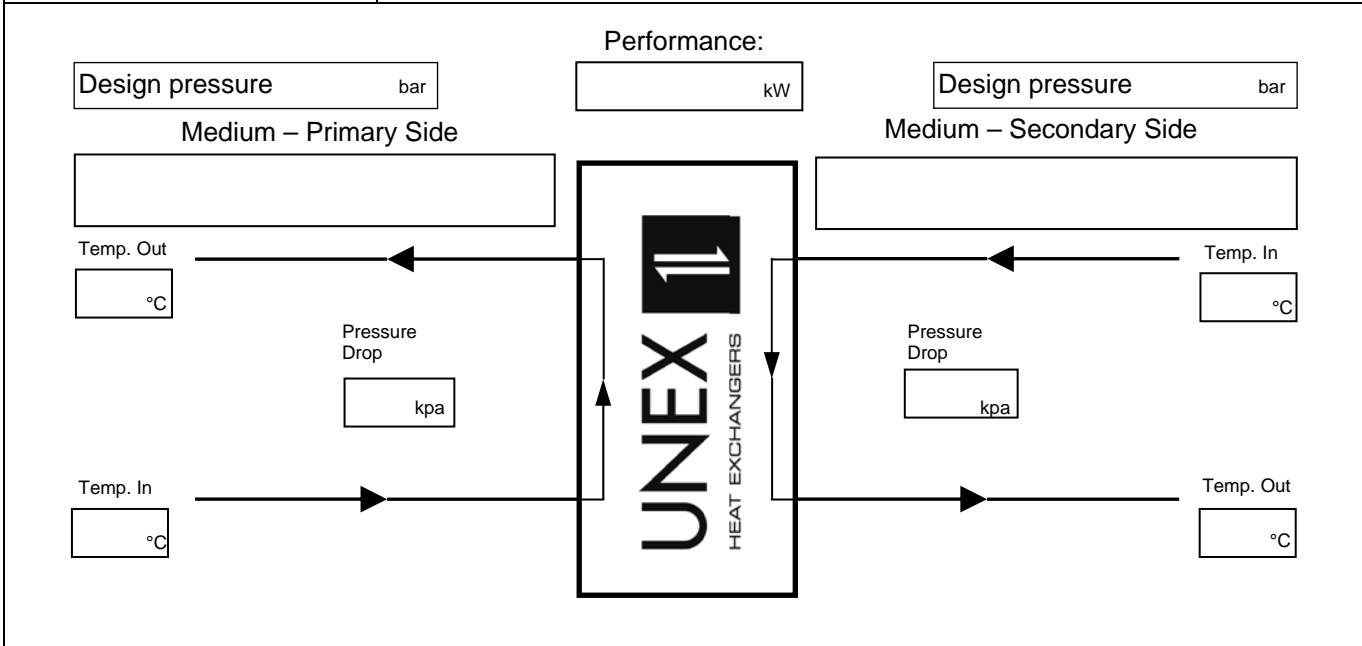 Performance:
Design pressure bar
kW
Design pressure bar
Medium – Primary Side
Medium – Secondary Side
Temp. Out
°C
Temp. In
°C
Pressure
Drop
kpa
Pressure
Drop
kpa
Temp. In
°C
Temp. Out
°C
UNEX
HEAT EXCHANGERS